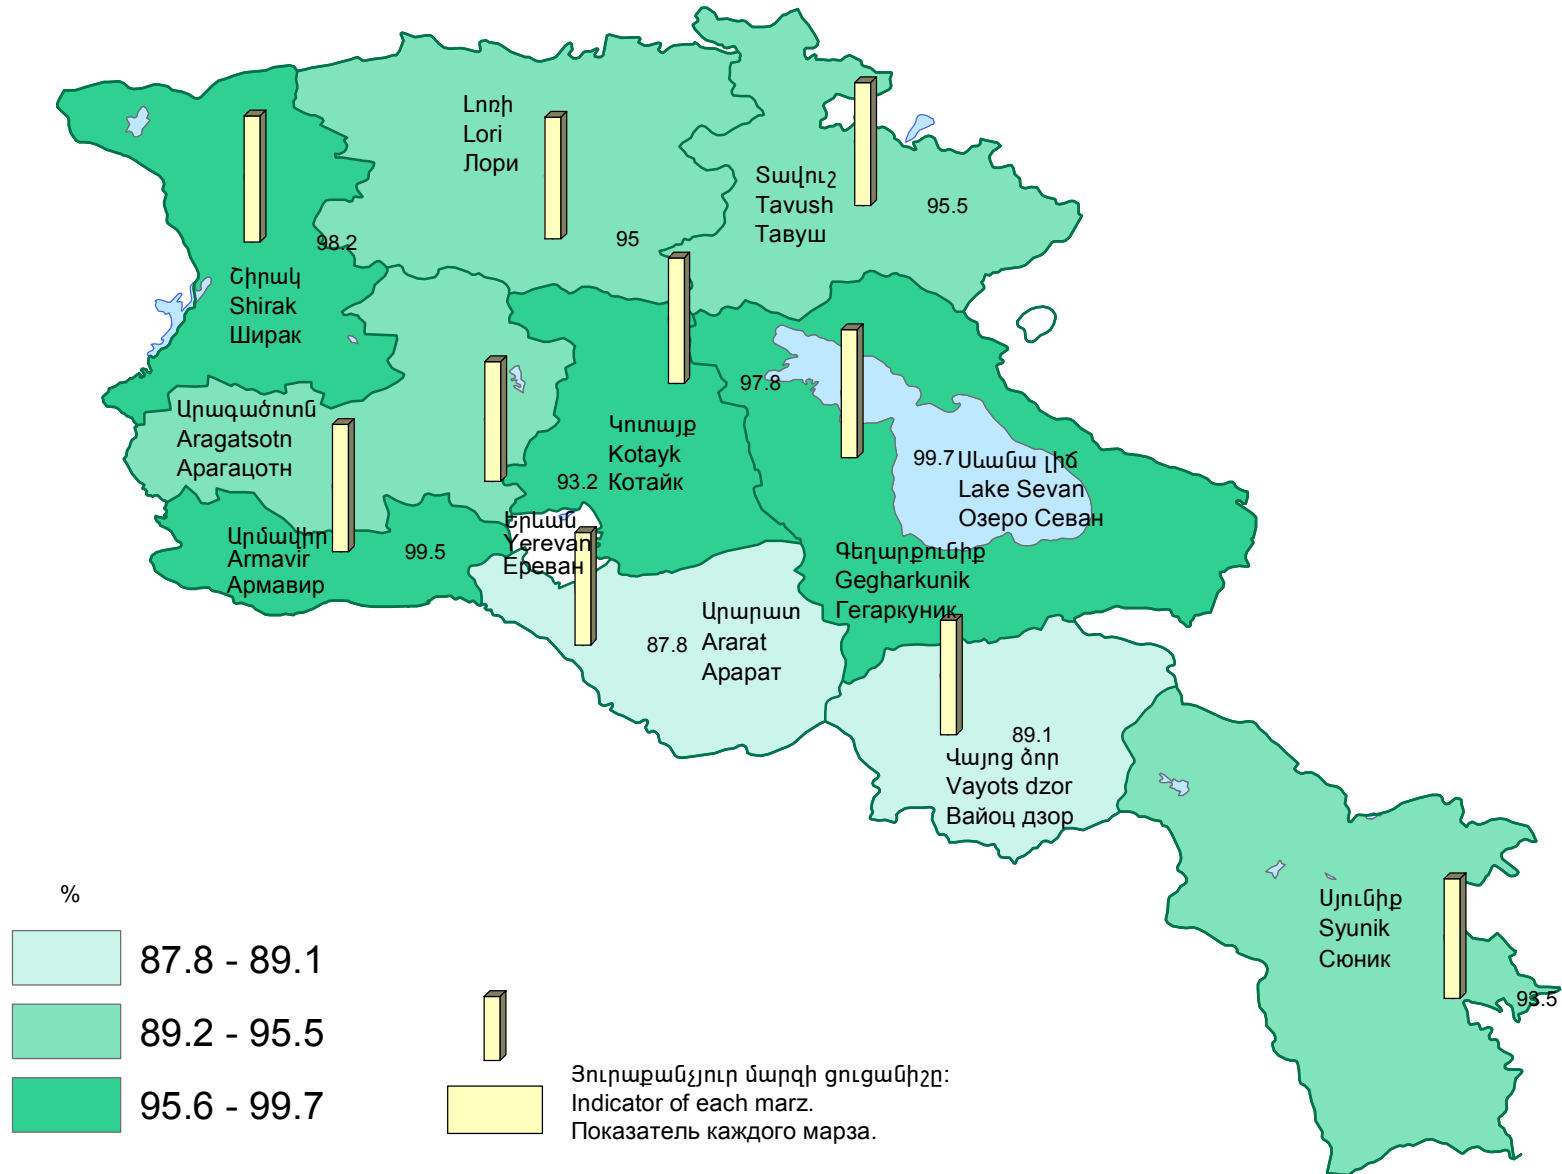 Լոռի
Lori
Лори
Տավուշ
Tavush
Тавуш
95.5
95
98.2
Շիրակ
Shirak
Ширак
97.8
Արագածոտն
Aragatsotn
Арагацотн
Կոտայք
Kotayk
Котайк
93.2
99.7
Սևանա լիճ
Lake Sevan
Озеро Севан
Երևան
Yerevan
Ереван
Արմավիր
Armavir
Армавир
99.5
Գեղարքունիք
Gegharkunik
Гегаркуник
Արարատ
Ararat
Арарат
87.8
89.1
Վայոց ձոր
Vayots dzor
Вайоц дзор
Սյունիք
Syunik
Сюник
93.5
%
87.8 - 89.1
89.2 - 95.5
95.6 - 99.7
Յուրաքանչյուր մարզի ցուցանիշը:
Indicator of each marz.
Показатель каждого марза.